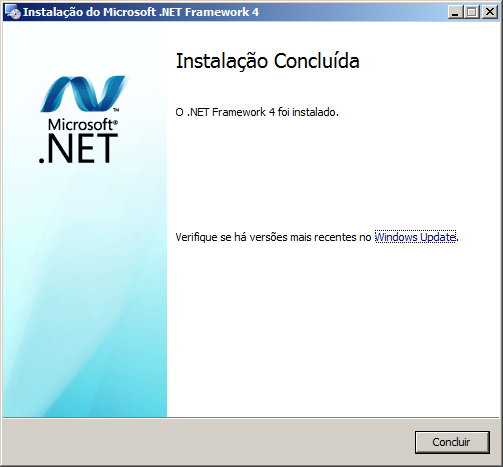 Instalação do Microsoft .NET Framework 4
Instalação Concluída
O .NET Framework 4 foi instalado.
Microsoft®
.NET
Verifique se há versões mais recentes no Windows Update.
Concluir